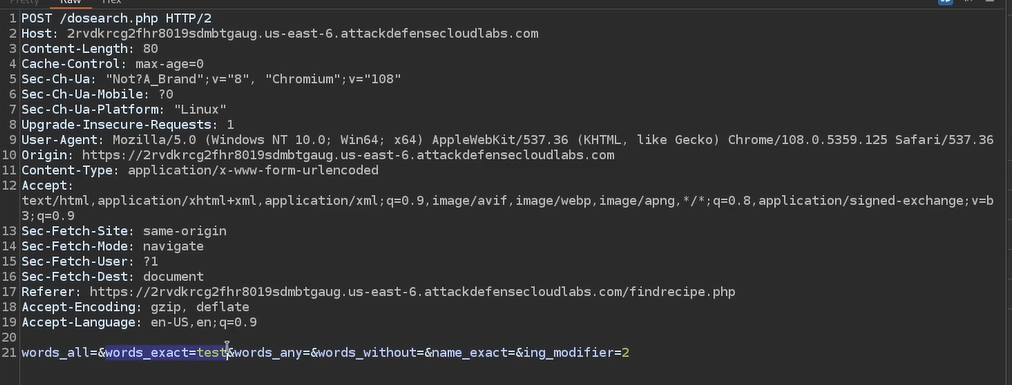 Raw
Hex
1 POST /dosearch.php HTTP/2
2 Host: 2rvdkrcg2fhr8019sdmbtgaug.us-east-6.attackdefensecloudlabs.com
3 Content-Length: 80
4 Cache-Control: max-age=0
5 Sec-Ch-Ua: "Not?A_Brand";v="8", "Chromium";v="108"
6 Sec-Ch-Ua-Mobile: ?0
7 Sec-Ch-Ua-Platform: "Linux"
8 Upgrade-Insecure-Requests: 1
9 User-Agent: Mozilla/5.0 (Windows NT 10.0; Win64; x64) AppleWebKit/537.36 (KHTML, like Gecko) Chrome/108.0.5359.125 Safari/537.36
10 Origin: https://2rvdkrcg2fhr8019sdmbtgaug.us-east-6.attackdefensecloudlabs.com
11 Content-Type: application/x-www-form-urlencoded
12 Accept:
text/html,application/xhtml+xml,application/xml;q=0.9,image/avif,image/webp,image/apng,*/*;q=0.8,application/signed-exchange;v=b
3;q=0.9
13 Sec-Fetch-Site: same-origin
14 Sec-Fetch-Mode: navigate
15 Sec-Fetch-User: ?1
16 Sec-Fetch-Dest: document
17 Referer: https://2rvdkrcg2fhr8019sdmbtgaug.us-east-6.attackdefensecloudlabs.com/findrecipe.php
18 Accept-Encoding: gzip, deflate
19 Accept-Language: en-US,en;q=0.9
20
21 words_all=&words_exact=test&words_any=&words_without=&name_exact=&ing_modifier=2